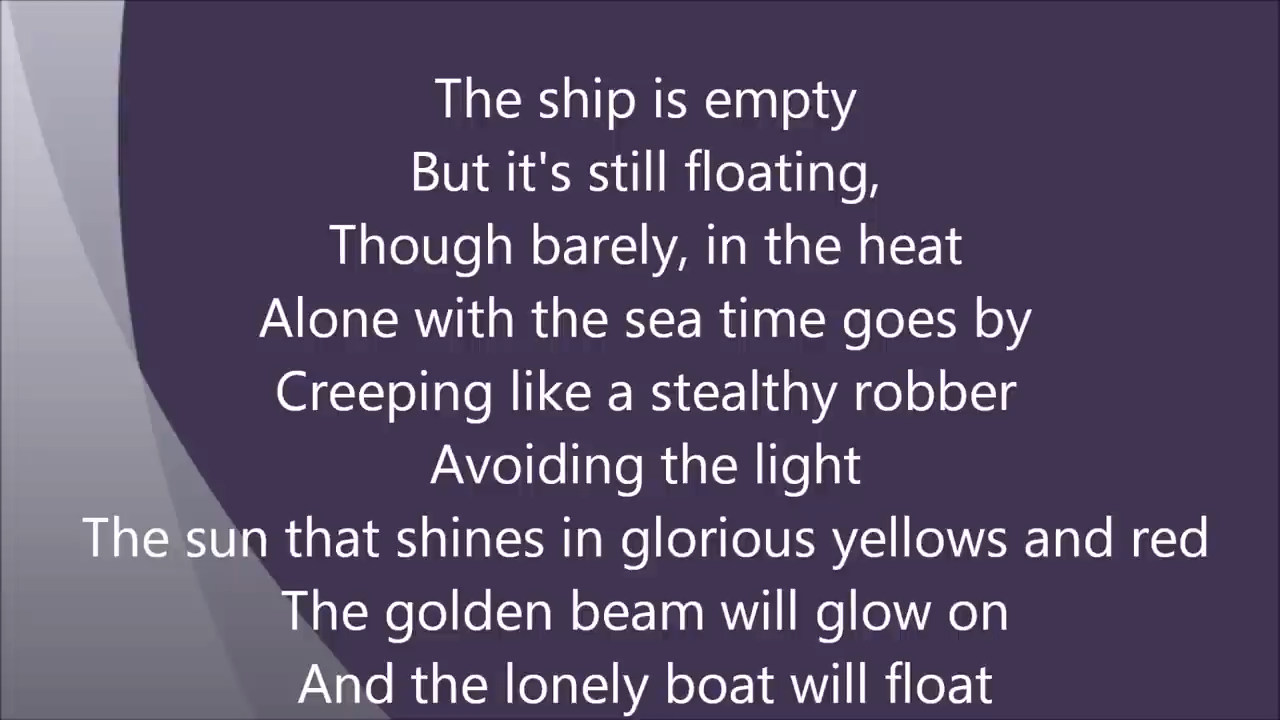 The ship is empty
But it's still floating,
Though barely, in the heat
Alone with the sea time goes by
Creeping like a stealthy robber
Avoiding the light
The sun that shines in glorious yellows and red
The golden beam will glow on
And the lonely boat will float